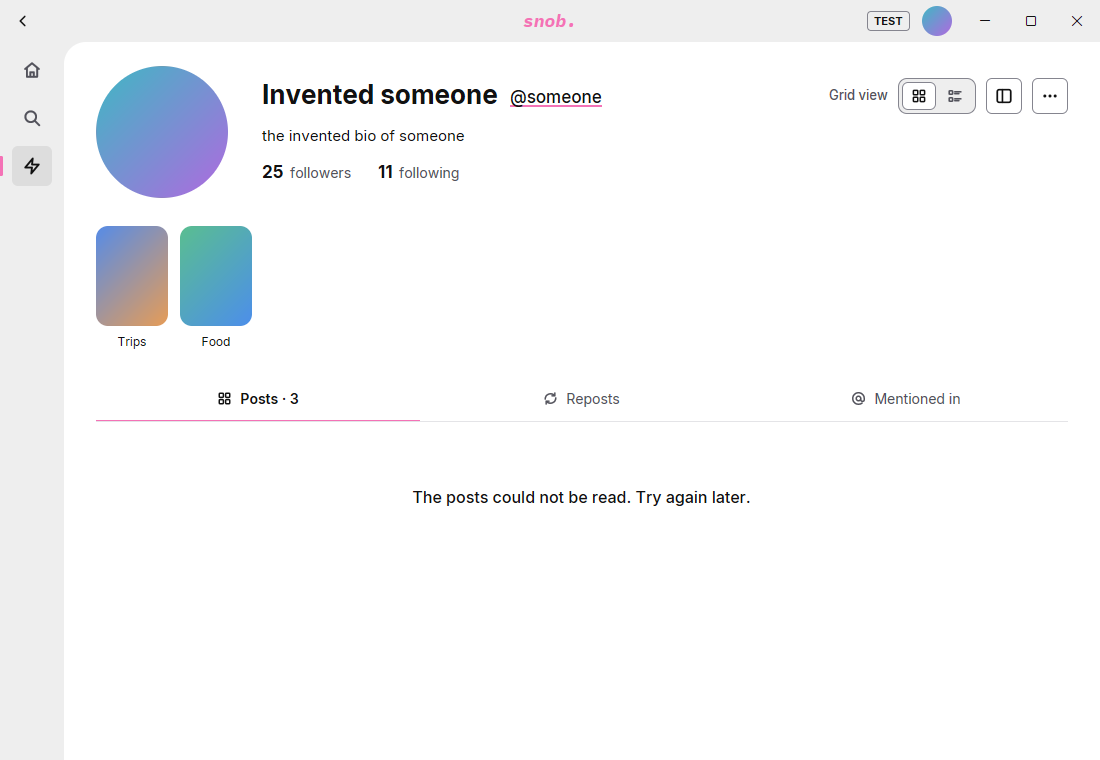 snob.
TEST
Invented someone @someone
Grid view
the invented bio of someone
25 followers 11 following
Trips Food
Posts · 3 Reposts Mentioned in
The posts could not be read. Try again later.